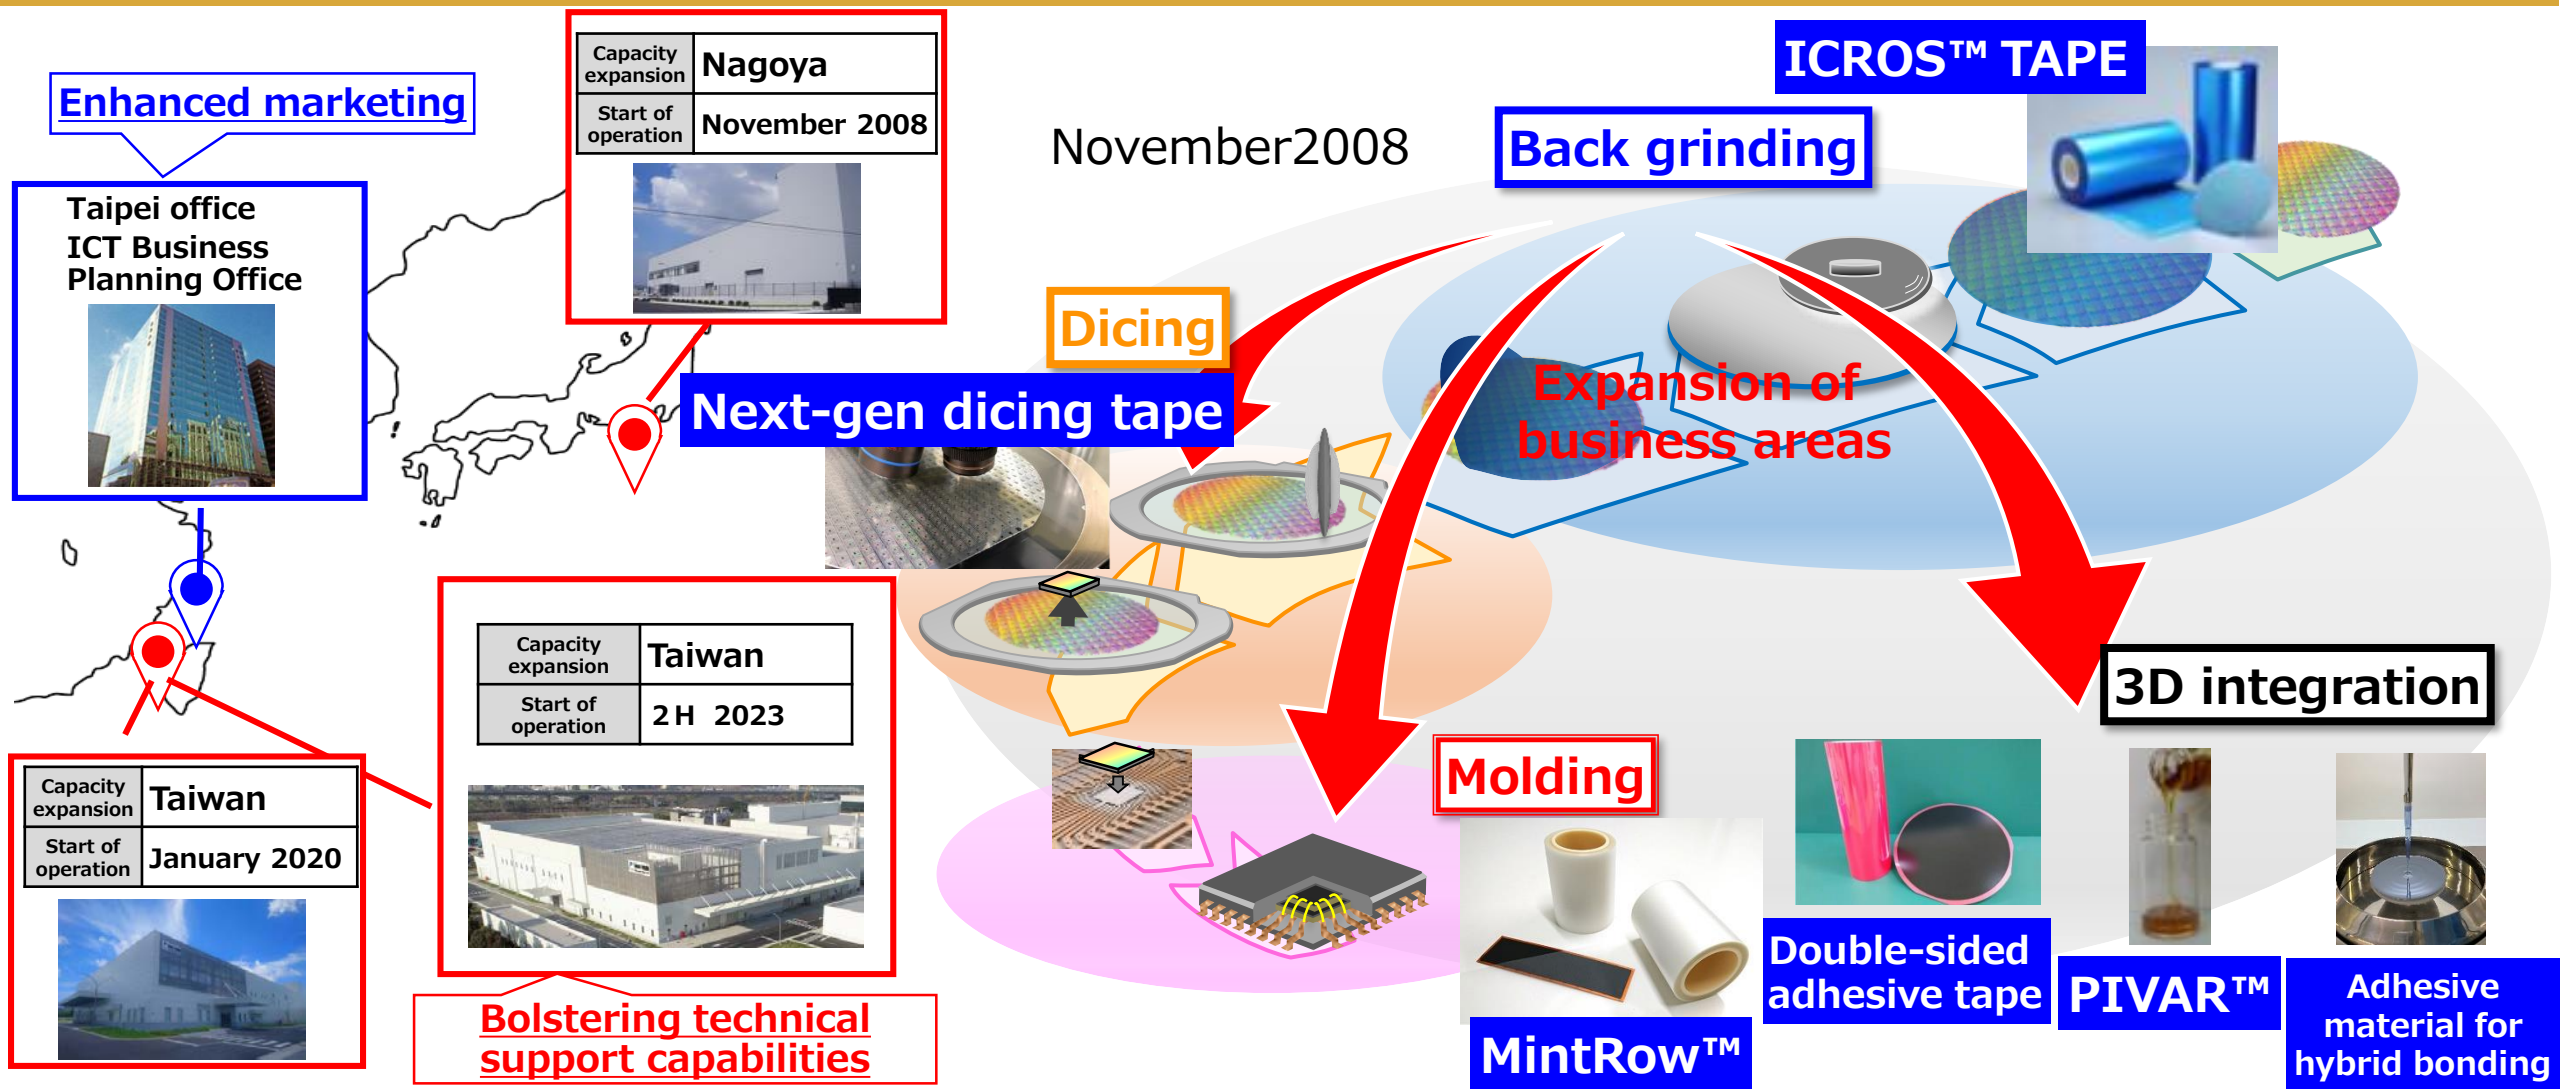 Enhanced marketing
Taipei office
ICT Business
Planning Office
Capacity
expansion
Nagoya
Start of
operation
November 2008
November2008
ICROS™ TAPE
Back grinding
Dicing
Next-gen dicing tape
Expansion of
business areas
Capacity
expansion
Taiwan
Start of
operation
2H 2023
Bolstering technical
support capabilities
Capacity
expansion
Taiwan
Start of
operation
January 2020
3D integration
Molding
MintRow™
Double-sided
adhesive tape
PIVAR™
Adhesive
material for
hybrid bonding